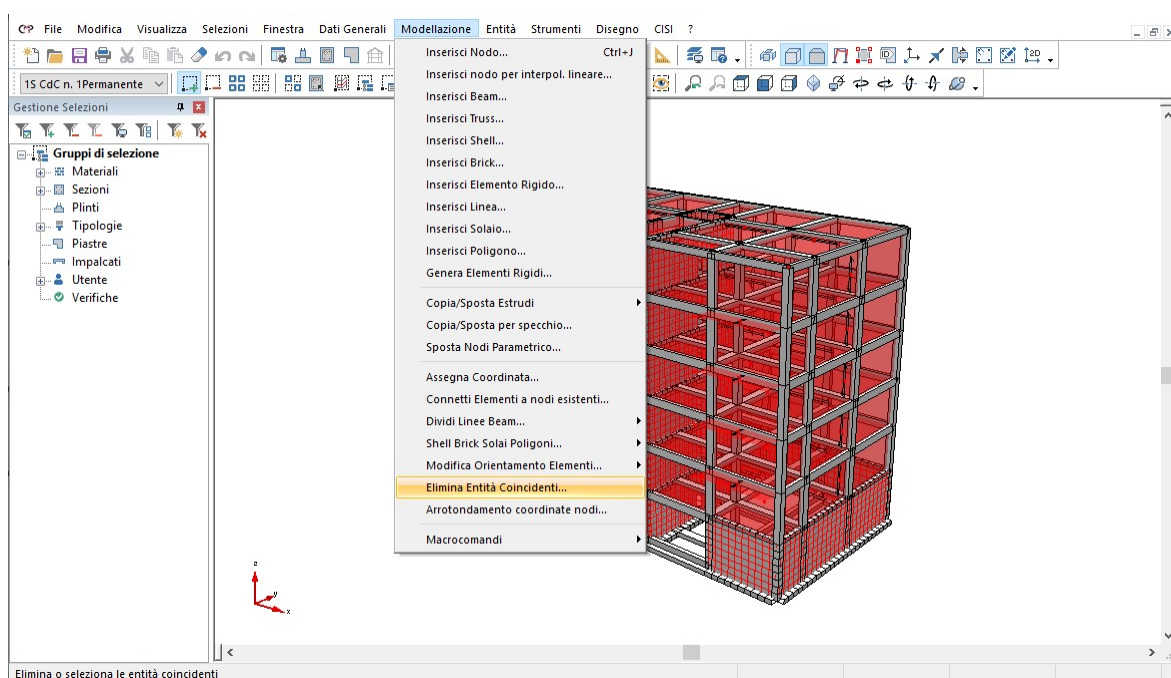 File Modifica Visualizza Selezioni Finestra Dati Generali Modellazione Entità Strumenti Disegno CISI ?
1S CdC n. 1Permanente
Gestione Selezioni
Gruppi di selezione
Materiali
Sezioni
Plinti
Tipologie
Piastre
Impalcati
Utente
Verifiche
Inserisci Nodo... Ctrl+J
Inserisci nodo per interpol. lineare...
Inserisci Beam...
Inserisci Truss...
Inserisci Shell...
Inserisci Brick...
Inserisci Elemento Rigido...
Inserisci Linea...
Inserisci Solaio...
Inserisci Poligono...
Genera Elementi Rigidi...
Copia/Sposta Estrudi
Copia/Sposta per specchio...
Sposta Nodi Parametrico...
Assegna Coordinata...
Connetti Elementi a nodi esistenti...
Dividi Linee Beam...
Shell Brick Solai Poligoni...
Modifica Orientamento Elementi...
Elimina Entità Coincidenti...
Arrotondamento coordinate nodi...
Macrocomandi
z
y
x
Elimina o seleziona le entità coincidenti